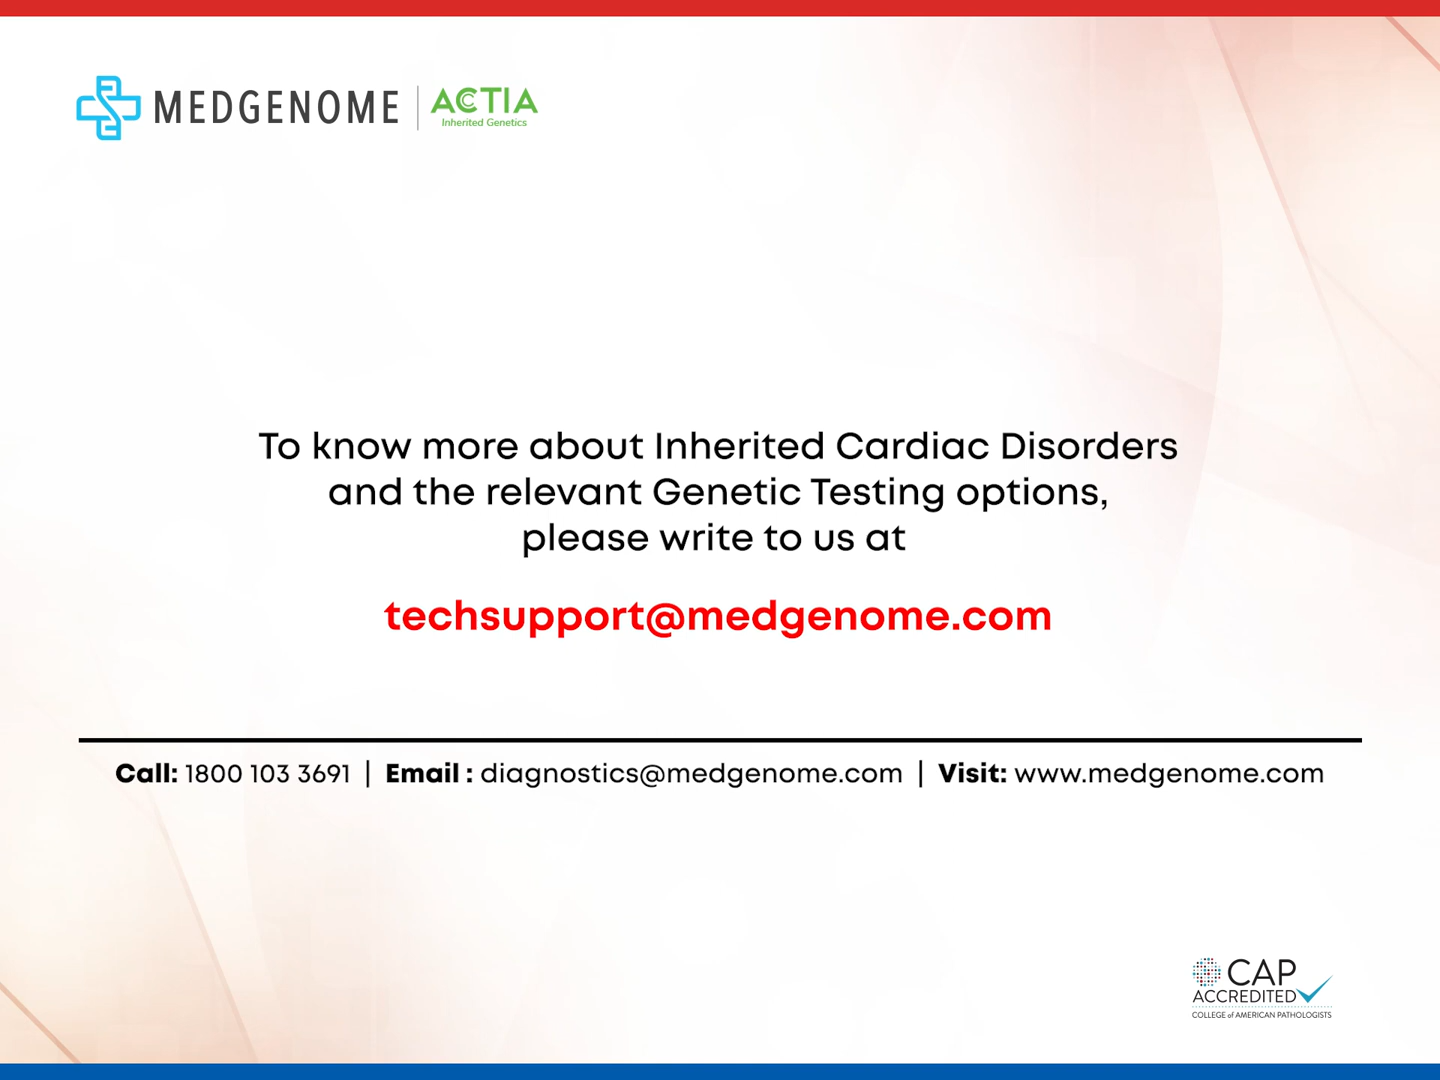 MEDGENOME
ACTIA
Inherited Genetics
To know more about Inherited Cardiac Disorders
and the relevant Genetic Testing options,
please write to us at
techsupport@medgenome.com
Call: 1800 103 3691 | Email : diagnostics@medgenome.com | Visit: www.medgenome.com
CAP
ACCREDITED
COLLEGE of AMERICAN PATHOLOGISTS